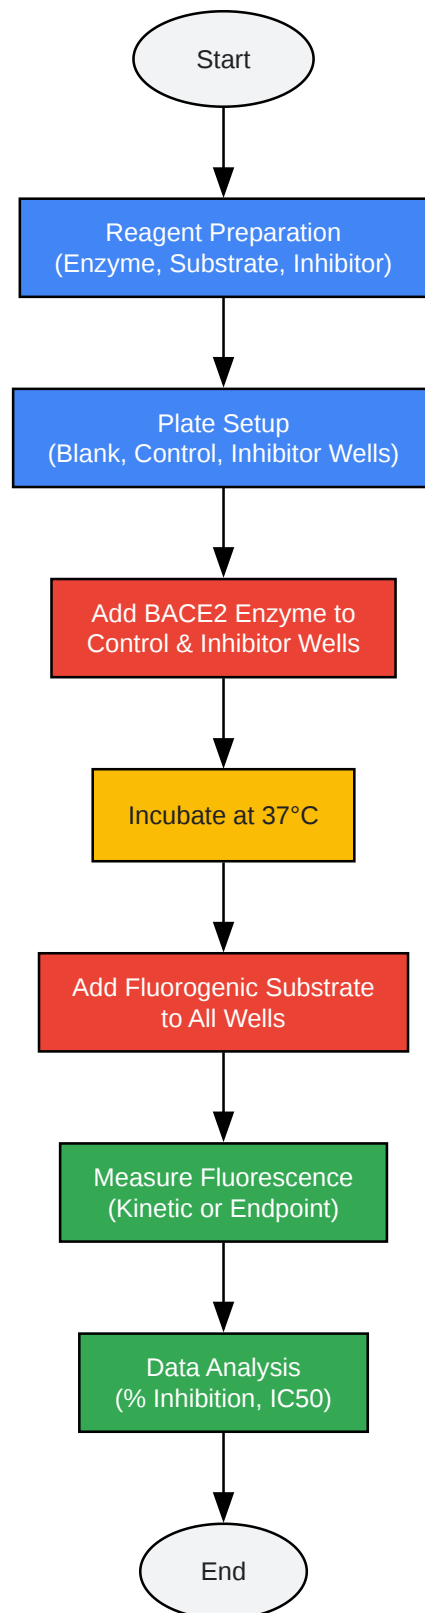 Start
Reagent Preparation
(Enzyme, Substrate, Inhibitor)
Plate Setup
(Blank, Control, Inhibitor Wells)
Add BACE2 Enzyme to
Control & Inhibitor Wells
Incubate at 37°C
Add Fluorogenic Substrate
to All Wells
Measure Fluorescence
(Kinetic or Endpoint)
Data Analysis
(% Inhibition, IC50)
End